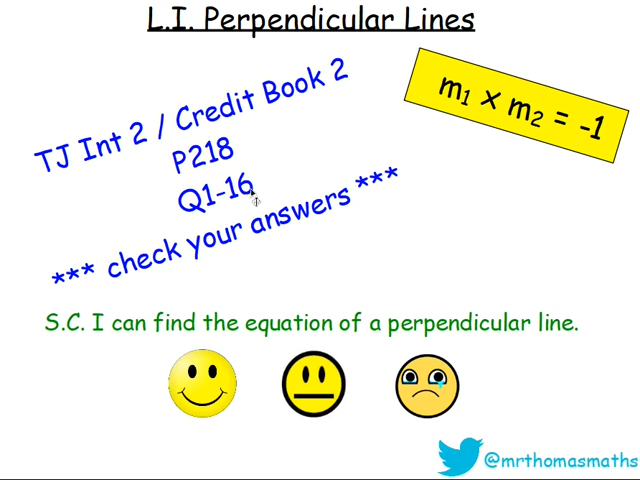 L.I. Perpendicular Lines
m₁ × m₂ = -1
TJ Int 2 / Credit Book 2
P218
Q1-16
*** check your answers ***
S.C. I can find the equation of a perpendicular line.
@mrthomasmaths